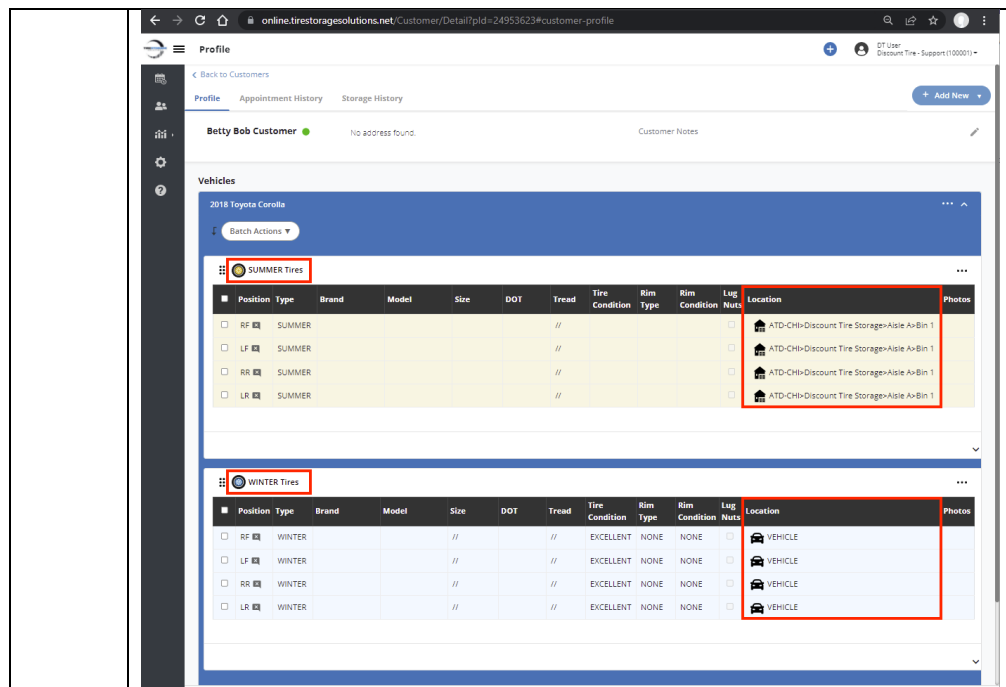 online.tirestoragesolutions.net/Customer/Detail?pId=24953623#customer-profile
Profile
DT User
Discount Tire - Support (100001)
< Back to Customers
Profile Appointment History Storage History
+ Add New
Betty Bob Customer No address found. Customer Notes
Vehicles
2018 Toyota Corolla
Batch Actions
SUMMER Tires
Position Type Brand Model Size DOT Tread Tire Condition Rim Type Rim Condition Lug Nuts Location Photos
RF SUMMER // ATD-CHI>Discount Tire Storage>Aisle A>Bin 1
LF SUMMER // ATD-CHI>Discount Tire Storage>Aisle A>Bin 1
RR SUMMER // ATD-CHI>Discount Tire Storage>Aisle A>Bin 1
LR SUMMER // ATD-CHI>Discount Tire Storage>Aisle A>Bin 1
WINTER Tires
Position Type Brand Model Size DOT Tread Tire Condition Rim Type Rim Condition Lug Nuts Location Photos
RF WINTER // // EXCELLENT NONE NONE VEHICLE
LF WINTER // // EXCELLENT NONE NONE VEHICLE
RR WINTER // // EXCELLENT NONE NONE VEHICLE
LR WINTER // // EXCELLENT NONE NONE VEHICLE